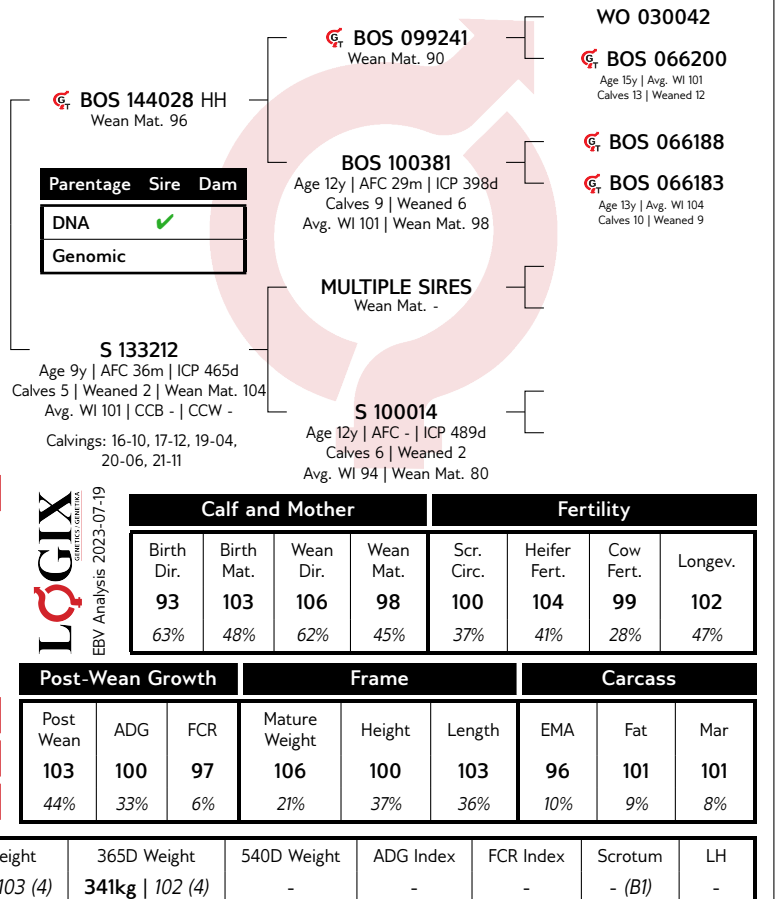 WO 030042
BOS 099241
Wean Mat. 90
BOS 066200
Age 15y | Avg. WI 101
Calves 13 | Weaned 12
BOS 144028 HH
Wean Mat. 96
BOS 066188
BOS 100381
Age 12y | AFC 29m | ICP 398d
Calves 9 | Weaned 6
Avg. WI 101 | Wean Mat. 98
BOS 066183
Age 13y | Avg. WI 104
Calves 10 | Weaned 9
Parentage Sire Dam
DNA ✔
Genomic
MULTIPLE SIRES
Wean Mat. -
S 133212
Age 9y | AFC 36m | ICP 465d
Calves 5 | Weaned 2 | Wean Mat. 104
Avg. WI 101 | CCB - | CCW -
Calvings: 16-10, 17-12, 19-04,
20-06, 21-11
S 100014
Age 12y | AFC - | ICP 489d
Calves 6 | Weaned 2
Avg. WI 94 | Wean Mat. 80
LOGIX
GENETICS / GENETIKA
EBV Analysis 2023-07-19
Calf and Mother Fertility
Birth Dir. Birth Mat. Wean Dir. Wean Mat. Scr. Circ. Heifer Fert. Cow Fert. Longev.
93 103 106 98 100 104 99 102
63% 48% 62% 45% 37% 41% 28% 47%
Post-Wean Growth Frame Carcass
Post Wean ADG FCR Mature Weight Height Length EMA Fat Mar
103 100 97 106 100 103 96 101 101
44% 33% 6% 21% 37% 36% 10% 9% 8%
eight 365D Weight 540D Weight ADG Index FCR Index Scrotum LH
103 (4) 341kg | 102 (4) - - - - (B1) -